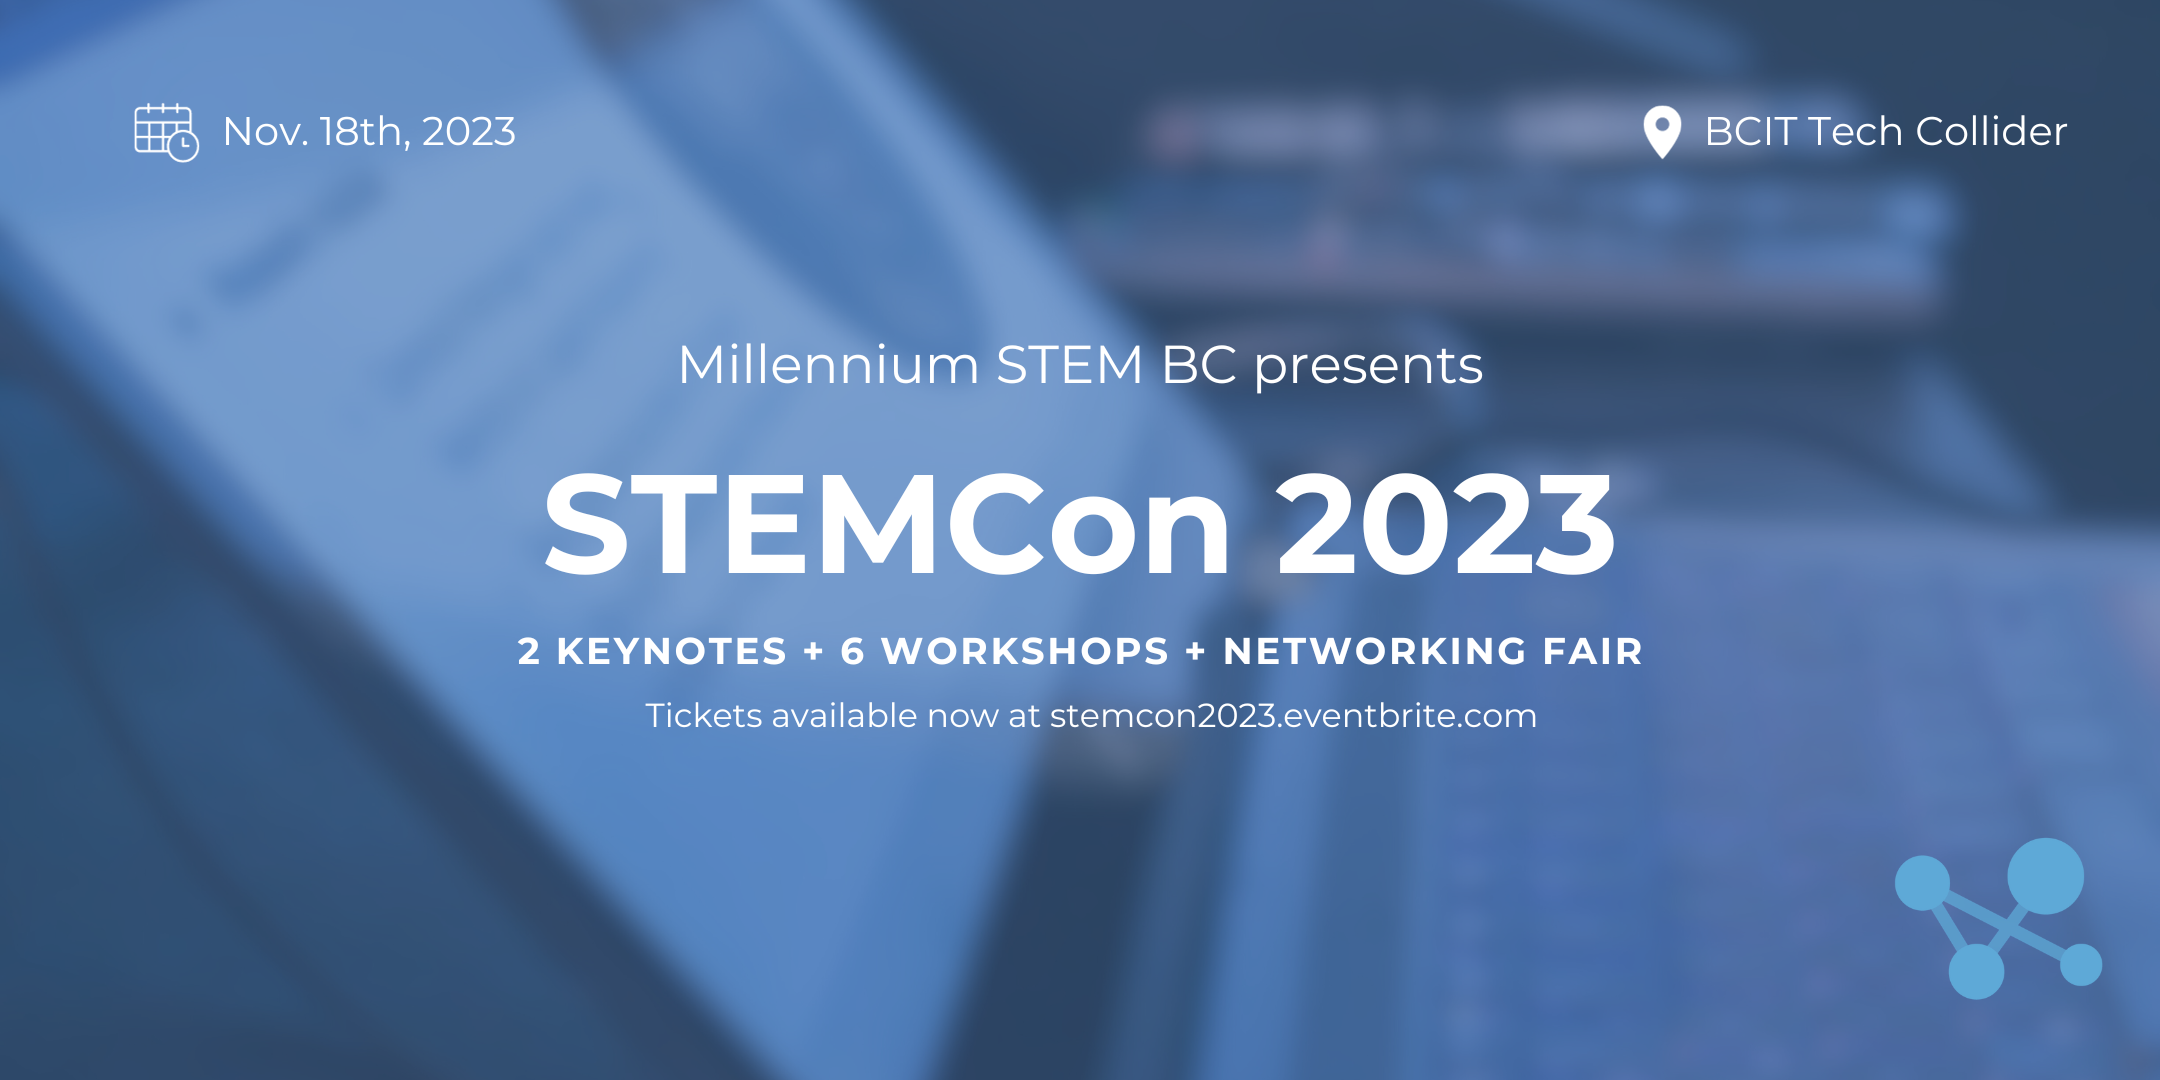 Nov. 18th, 2023
BCIT Tech Collider
Millennium STEM BC presents
STEMCon 2023
2 KEYNOTES + 6 WORKSHOPS + NETWORKING FAIR
Tickets available now at stemcon2023.eventbrite.com